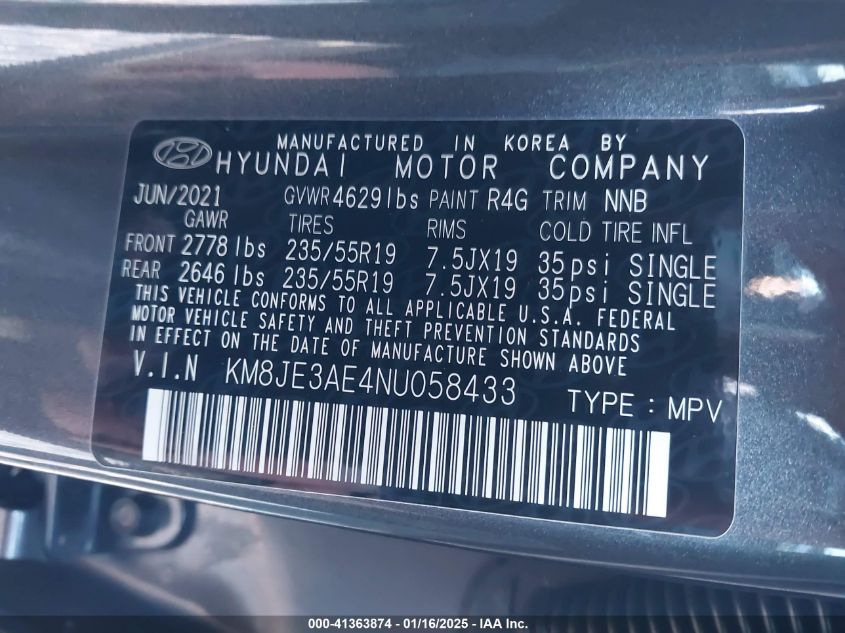 MANUFACTURED IN KOREA BY
HYUNDAI MOTOR COMPANY
JUN/2021 GVWR 4629 lbs PAINT R4G TRIM NNB
GAWR TIRES RIMS COLD TIRE INFL
FRONT 2778 lbs 235/55R19 7.5JX19 35psi SINGLE
REAR 2646 lbs 235/55R19 7.5JX19 35psi SINGLE
THIS VEHICLE CONFORMS TO ALL APPLICABLE U.S.A. FEDERAL
MOTOR VEHICLE SAFETY AND THEFT PREVENTION STANDARDS
IN EFFECT ON THE DATE OF MANUFACTURE SHOWN ABOVE
V.I.N KM8JE3AE4NU058433 TYPE : MPV
000-41363874 - 01/16/2025 - IAA Inc.